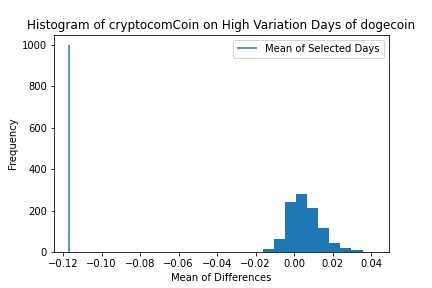 Histogram of cryptocomCoin on High Variation Days of dogecoin
Mean of Selected Days
1000
800
600
400
200
0
Frequency
−0.12 −0.10 −0.08 −0.06 −0.04 −0.02 0.00 0.02 0.04
Mean of Differences